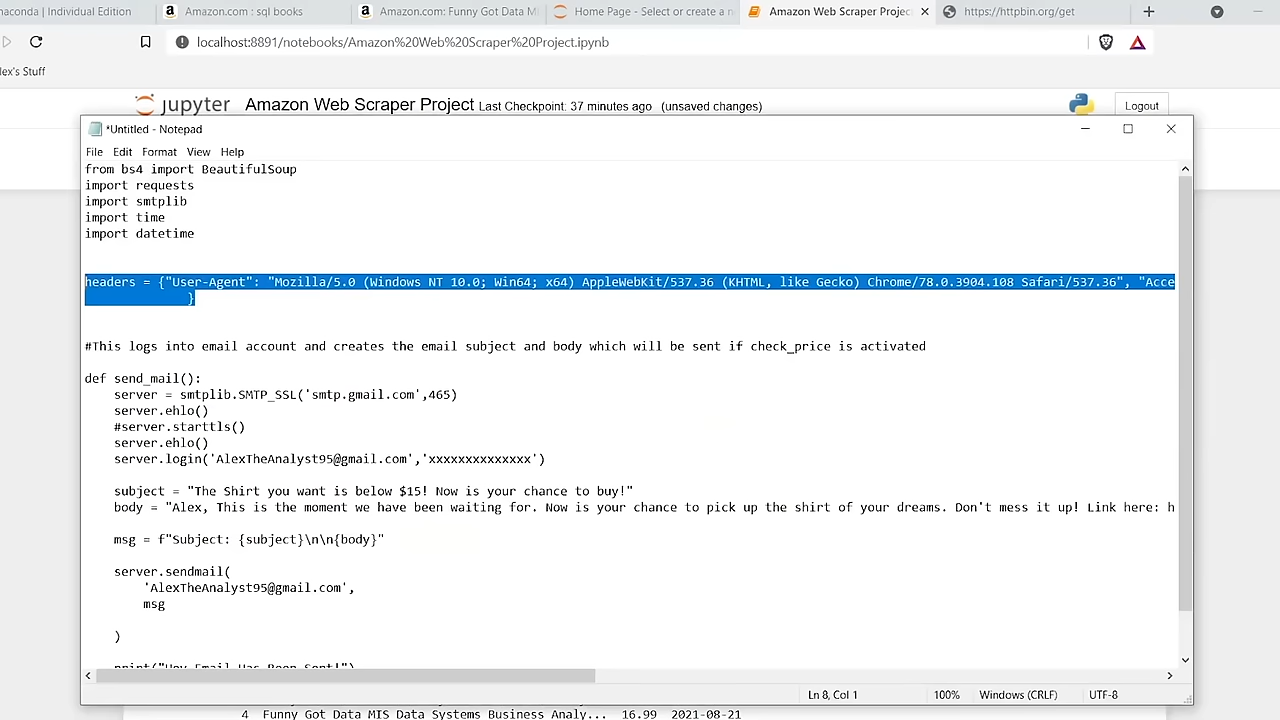 naconda | Individual Edition
Amazon.com : sql books
Amazon.com: Funny Got Data M
Home Page - Select or create a n
Amazon Web Scraper Project
https://httpbin.org/get
localhost:8891/notebooks/Amazon%20Web%20Scraper%20Project.ipynb
lex's Stuff
jupyter Amazon Web Scraper Project Last Checkpoint: 37 minutes ago (unsaved changes)
Logout
*Untitled - Notepad
File Edit Format View Help
from bs4 import BeautifulSoup
import requests
import smtplib
import time
import datetime
headers = {"User-Agent": "Mozilla/5.0 (Windows NT 10.0; Win64; x64) AppleWebKit/537.36 (KHTML, like Gecko) Chrome/78.0.3904.108 Safari/537.36", "Acce
}
#This logs into email account and creates the email subject and body which will be sent if check_price is activated
def send_mail():
server = smtplib.SMTP_SSL('smtp.gmail.com',465)
server.ehlo()
#server.starttls()
server.ehlo()
server.login('AlexTheAnalyst95@gmail.com','xxxxxxxxxxxxxx')
subject = "The Shirt you want is below $15! Now is your chance to buy!"
body = "Alex, This is the moment we have been waiting for. Now is your chance to pick up the shirt of your dreams. Don't mess it up! Link here: h
msg = f"Subject: {subject}\n\n{body}"
server.sendmail(
'AlexTheAnalyst95@gmail.com',
msg
)
print("Hey Email Has Been Sent!")
Ln 8, Col 1
100%
Windows (CRLF)
UTF-8
4 Funny Got Data MIS Data Systems Business Analy... 16.99 2021-08-21